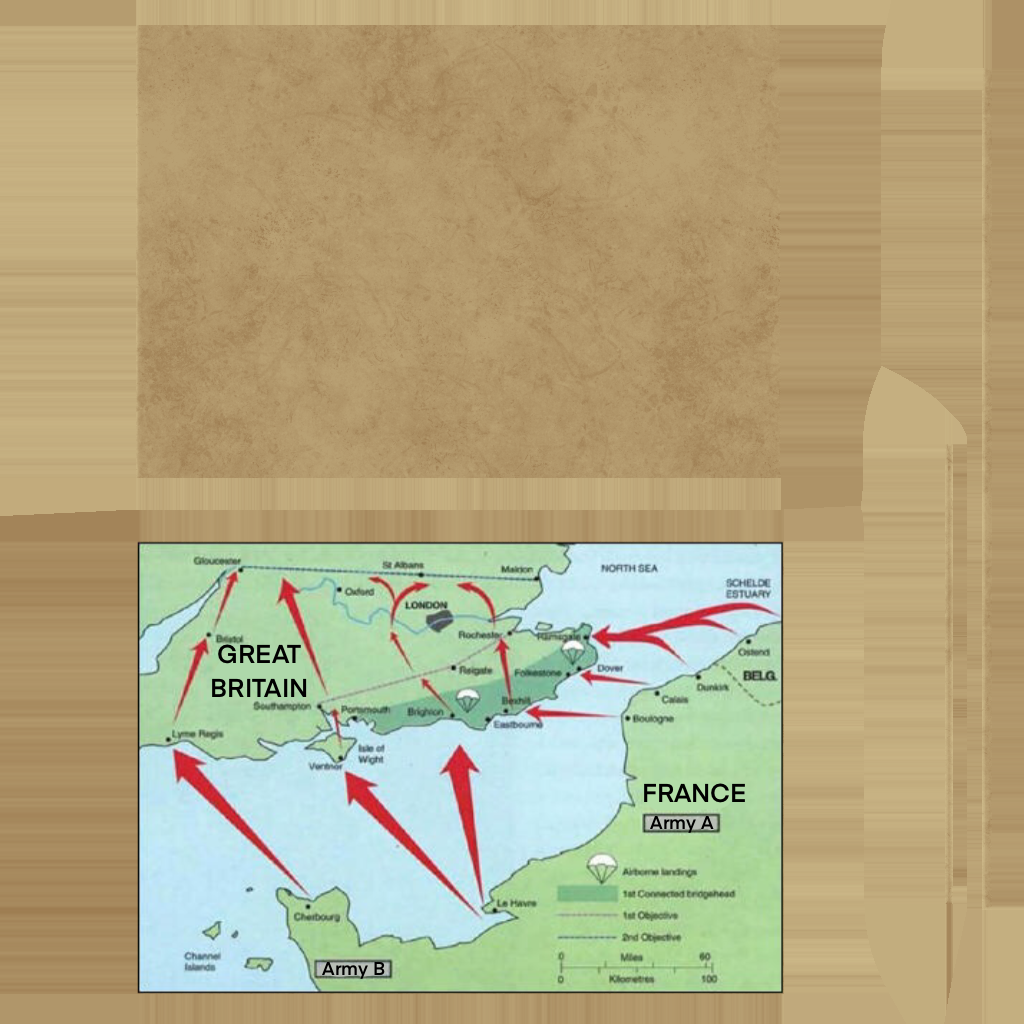 Gloucester
St Albans
Maldon
NORTH SEA
SCHELDE
ESTUARY
Oxford
LONDON
Bristol
Rochester
Ramsgate
Ostend
GREAT
BRITAIN
Reigate
Folkestone
Dover
BELG.
Dunkirk
Calais
Southampton
Portsmouth
Brighton
Bexhill
Eastbourne
Boulogne
Lyme Regis
Isle of
Wight
Ventnor
FRANCE
Army A
Airborne landings
1st Connected bridgehead
Le Havre
Cherbourg
1st Objective
2nd Objective
Channel
Islands
Army B
0 Miles 60
0 Kilometres 100